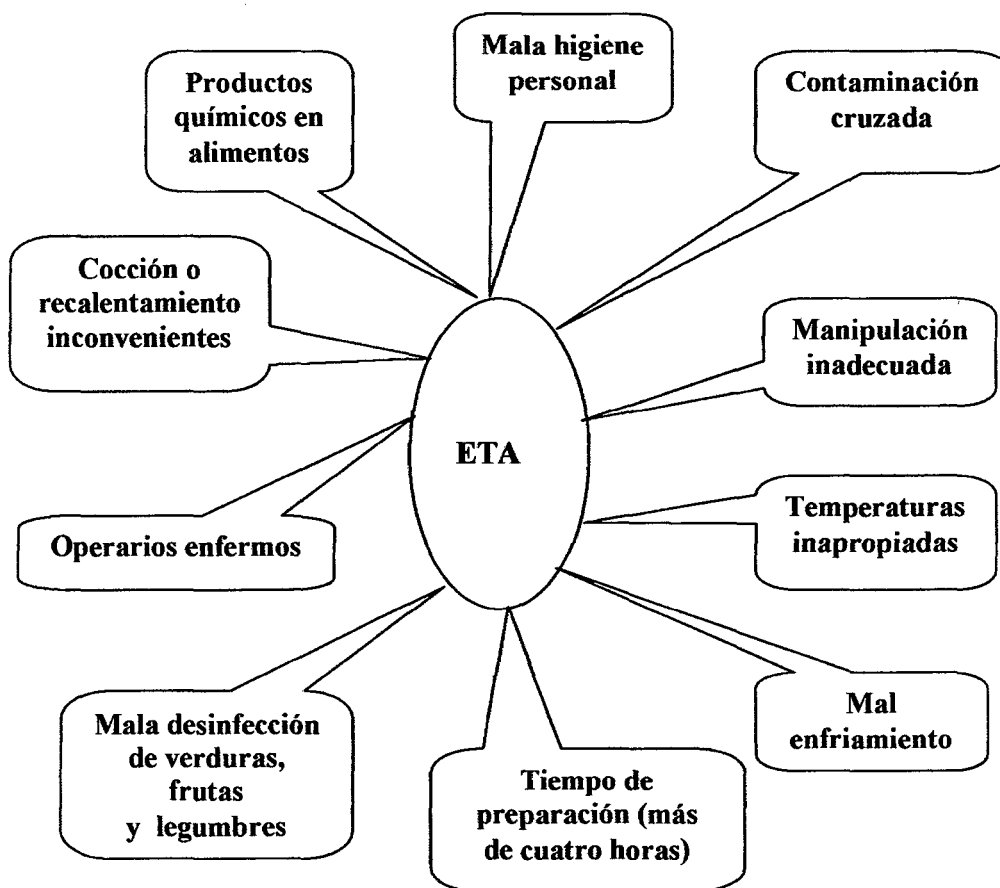 Mala higiene
personal
Productos
químicos en
alimentos
Contaminación
cruzada
Cocción o
recalentamiento
inconvenientes
Manipulación
inadecuada
ETA
Temperaturas
inapropiadas
Operarios enfermos
Mal
enfriamiento
Mala desinfección
de verduras,
frutas
y legumbres
Tiempo de
preparación (más
de cuatro horas)